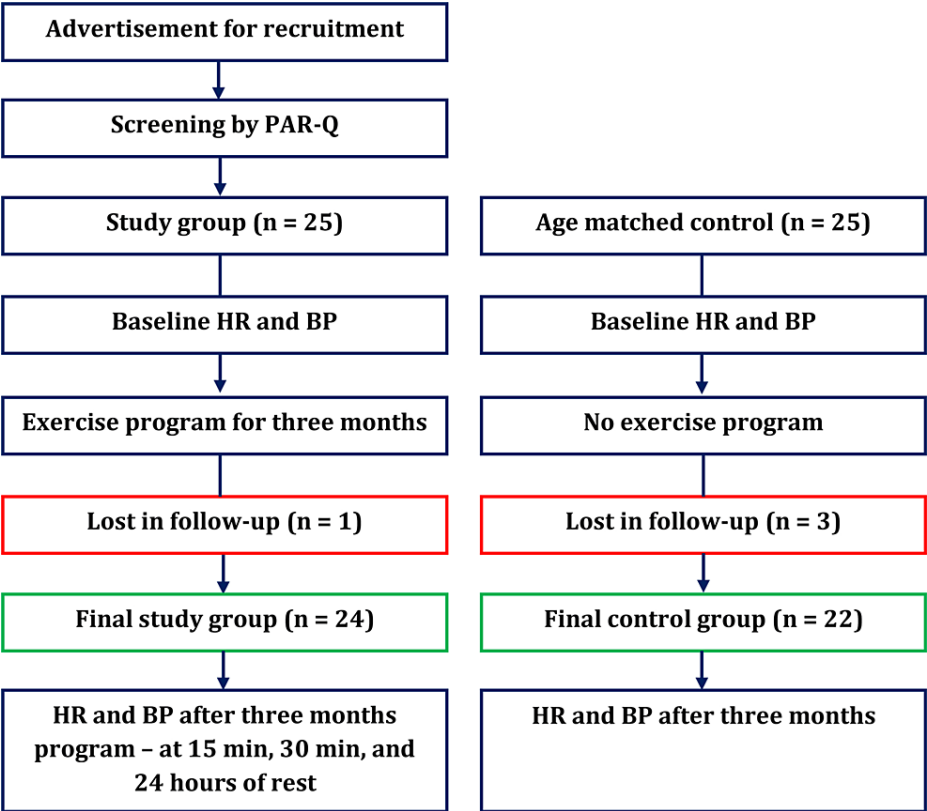 Advertisement for recruitment
Screening by PAR-Q
Study group (n = 25)
Age matched control (n = 25)
Baseline HR and BP
Baseline HR and BP
Exercise program for three months
No exercise program
Lost in follow-up (n = 1)
Lost in follow-up (n = 3)
Final study group (n = 24)
Final control group (n = 22)
HR and BP after three months
program – at 15 min, 30 min, and
24 hours of rest
HR and BP after three months